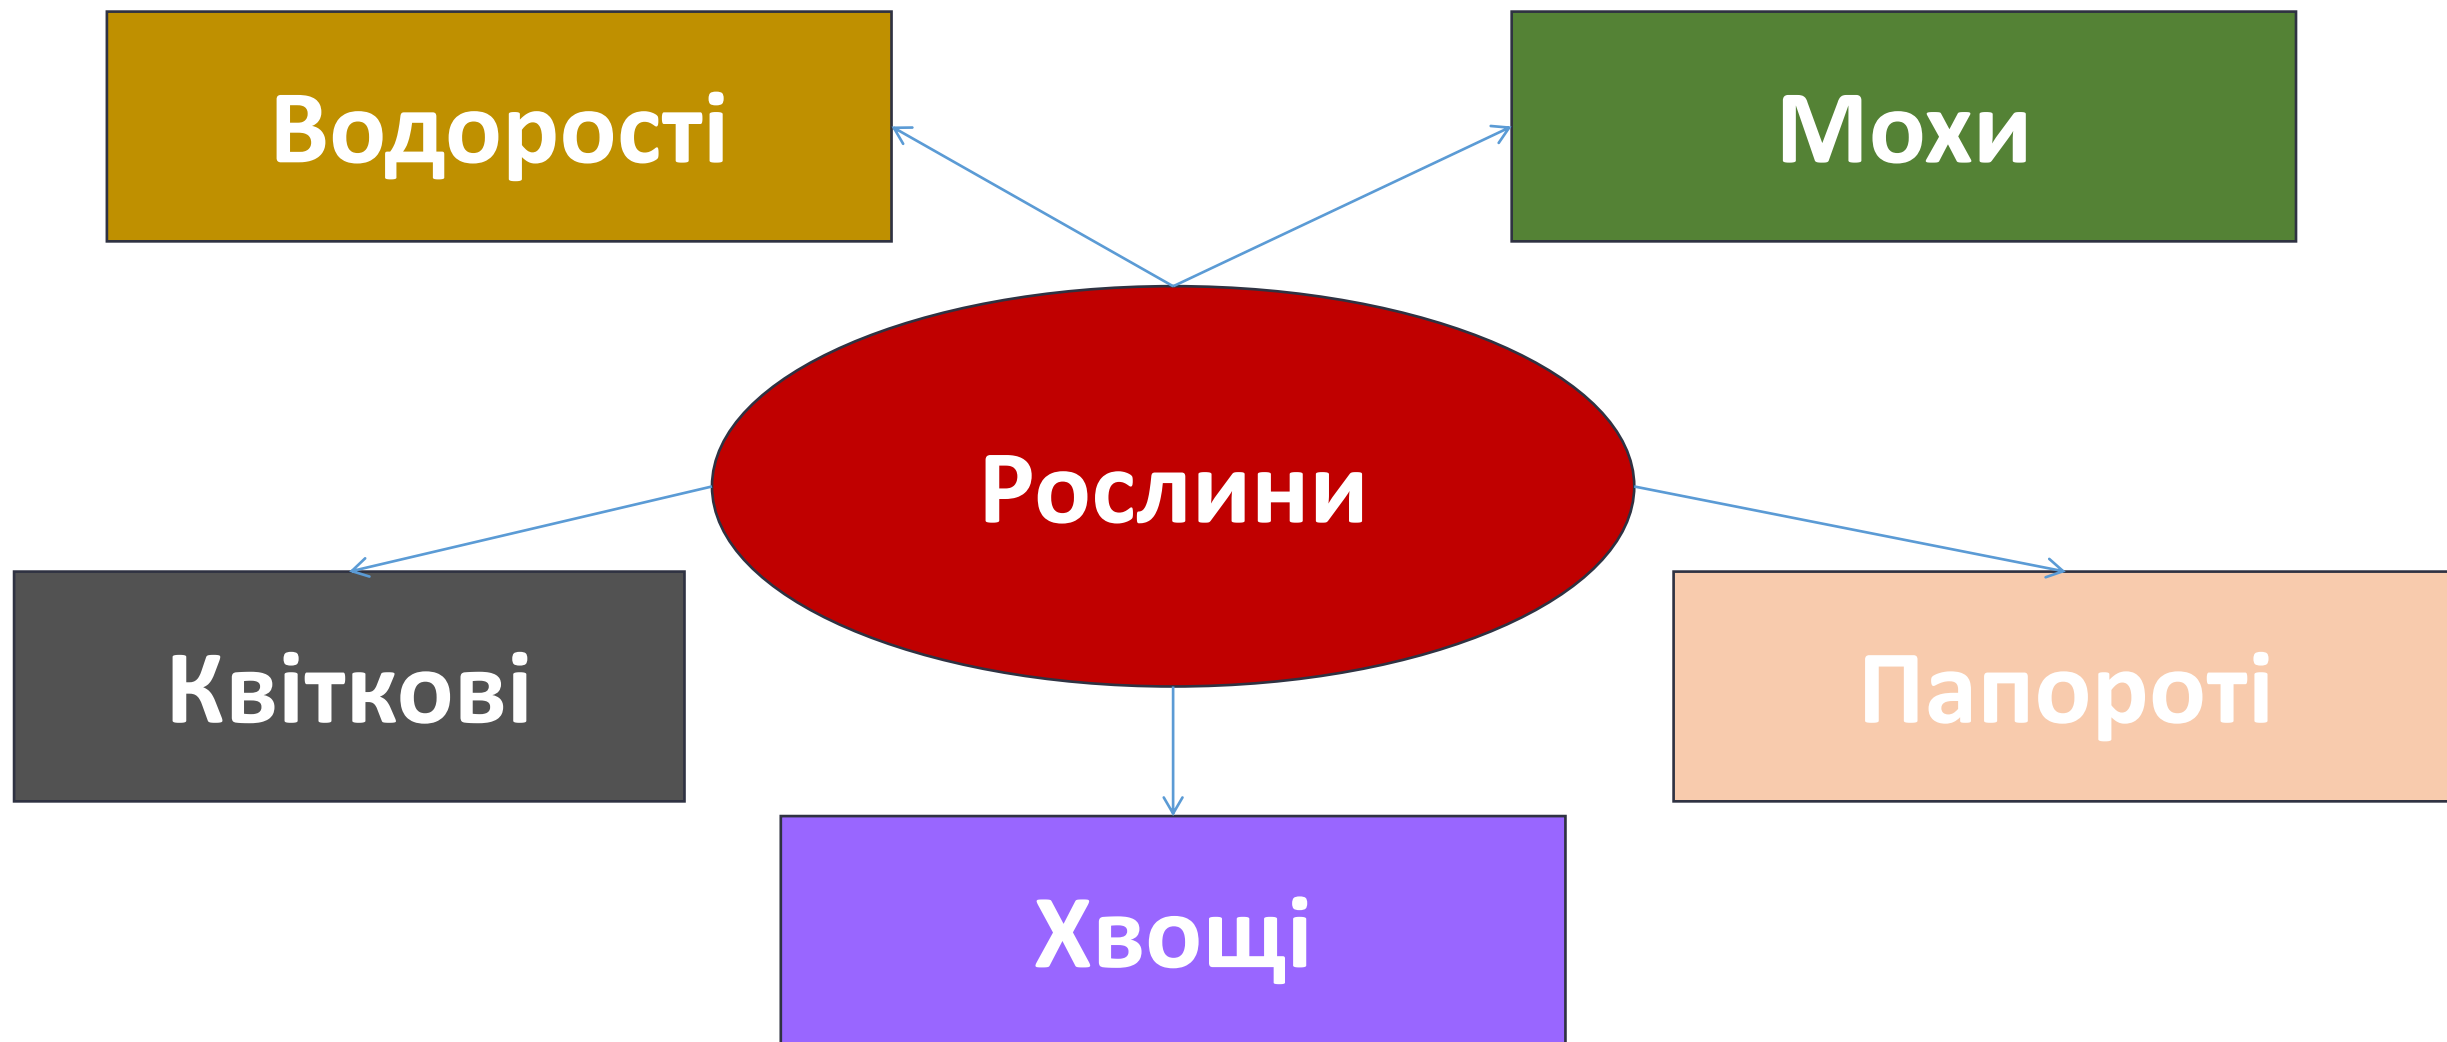 Водорості
Мохи
Рослини
Квіткові
Папороті
Хвощі